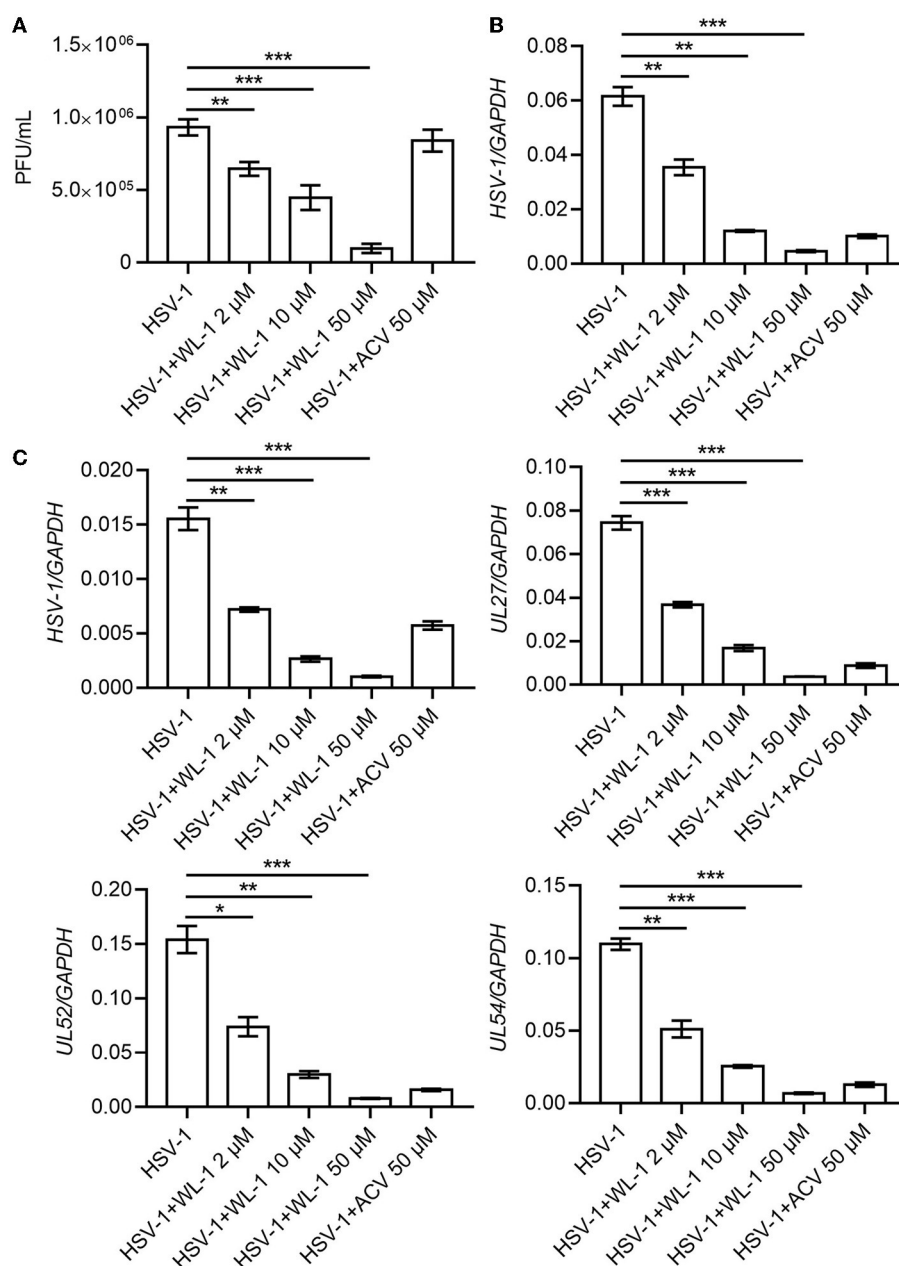 A
1.5× 10⁰⁶
1.0× 10⁰⁶
5.0× 10⁰⁵
0
PFU/mL
***
***
**
HSV-1
HSV-1+WL-1 2 µM
HSV-1+WL-1 10 µM
HSV-1+WL-1 50 µM
HSV-1+ACV 50 µM
B
0.08
0.06
0.04
0.02
0.00
HSV-1/GAPDH
***
**
**
HSV-1
HSV-1+WL-1 2 µM
HSV-1+WL-1 10 µM
HSV-1+WL-1 50 µM
HSV-1+ACV 50 µM
C
0.020
0.015
0.010
0.005
0.000
HSV-1/GAPDH
***
***
**
HSV-1
HSV-1+WL-1 2 µM
HSV-1+WL-1 10 µM
HSV-1+WL-1 50 µM
HSV-1+ACV 50 µM
0.10
0.08
0.06
0.04
0.02
0.00
UL27/GAPDH
***
***
***
HSV-1
HSV-1+WL-1 2 µM
HSV-1+WL-1 10 µM
HSV-1+WL-1 50 µM
HSV-1+ACV 50 µM
0.20
0.15
0.10
0.05
0.00
UL52/GAPDH
***
**
*
HSV-1
HSV-1+WL-1 2 µM
HSV-1+WL-1 10 µM
HSV-1+WL-1 50 µM
HSV-1+ACV 50 µM
0.15
0.10
0.05
0.00
UL54/GAPDH
***
***
**
HSV-1
HSV-1+WL-1 2 µM
HSV-1+WL-1 10 µM
HSV-1+WL-1 50 µM
HSV-1+ACV 50 µM